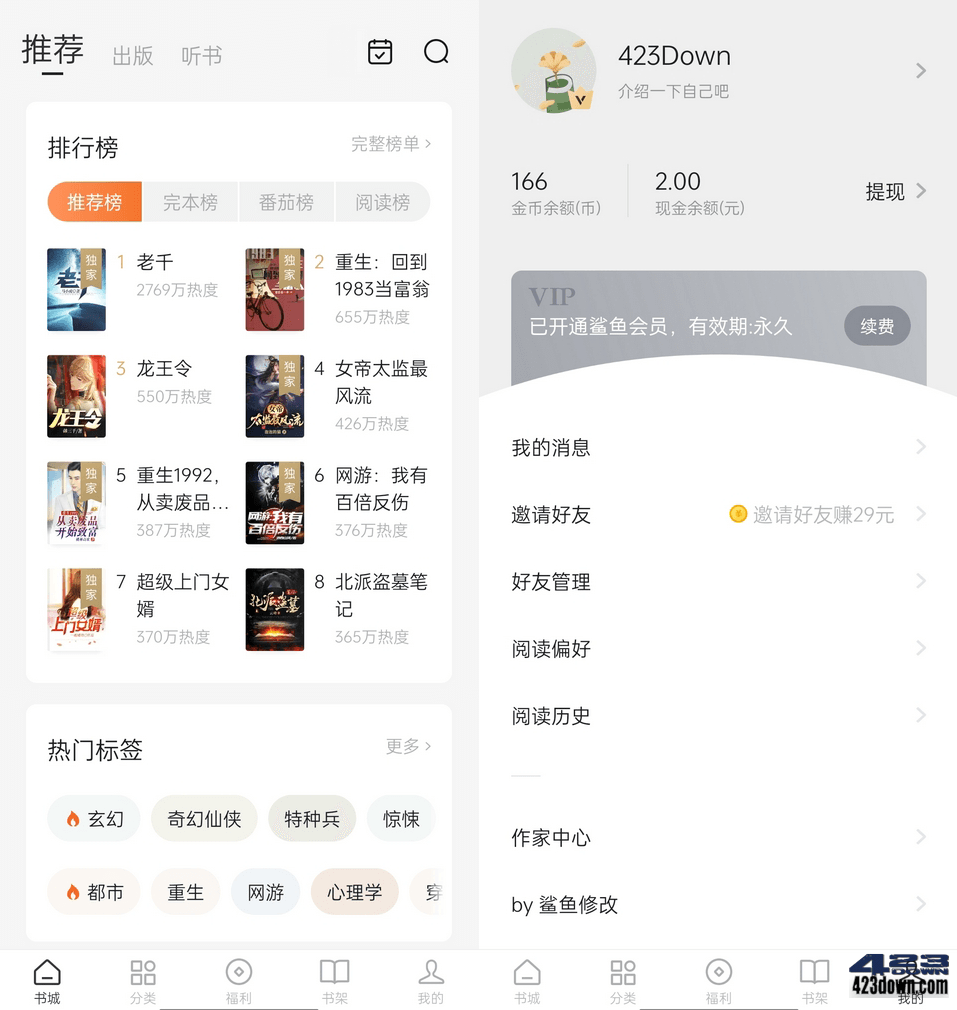 推荐 出版 听书
排行榜
完整榜单
推荐榜 完本榜 番茄榜 阅读榜
独家
1 老千
2769万热度
独家
2 重生：回到
1983当富翁
655万热度
龙王令
3 龙王令
550万热度
独家
女帝
太监最风流
4 女帝太监最
风流
426万热度
独家
从卖废品
开始致富
5 重生1992，
从卖废品...
387万热度
独家
网游:我有
百倍反伤
6 网游：我有
百倍反伤
376万热度
独家
超级
上门女婿
7 超级上门女
婿
370万热度
北派盗墓
8 北派盗墓笔
记
365万热度
热门标签
更多
玄幻 奇幻仙侠 特种兵 惊悚
都市 重生 网游 心理学 穿
书城 分类 福利 书架 我的
423Down
介绍一下自己吧
166
金币余额(币)
2.00
现金余额(元)
提现
VIP
已开通鲨鱼会员，有效期:永久
续费
我的消息
邀请好友
邀请好友赚29元
好友管理
阅读偏好
阅读历史
作家中心
by 鲨鱼修改
书城 分类 福利 书架 我的
423DOWN
423down.com